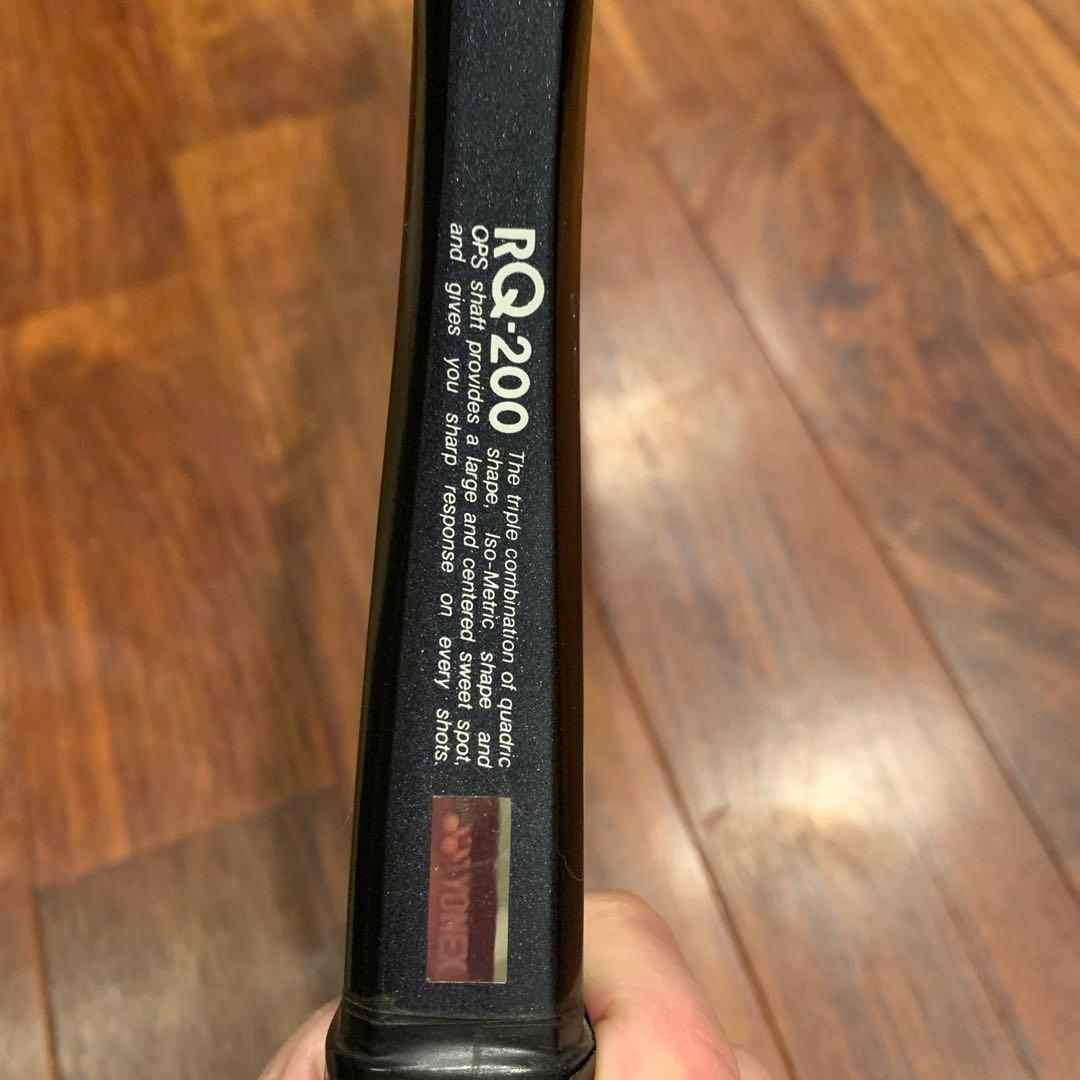 RQ-200 The triple combination of quadric
shape, Iso-Metric shape and
OPS shaft provides a large and centered sweet spot,
and gives you sharp response on every shots.
YONEX